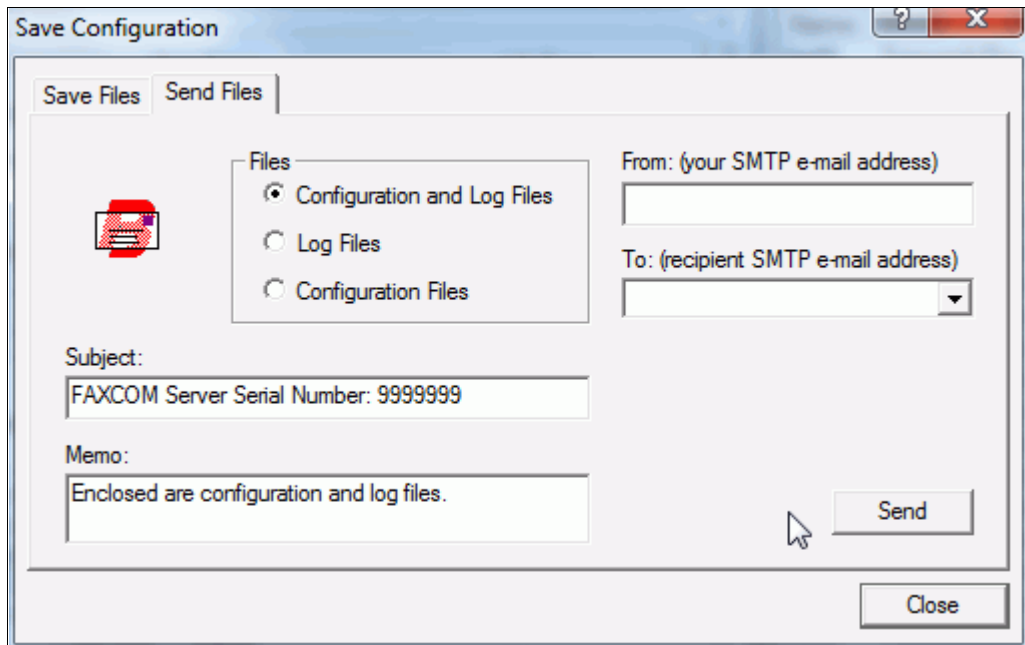 Save Configuration
Save Files
Send Files
Files
Configuration and Log Files
Log Files
Configuration Files
From: (your SMTP e-mail address)
To: (recipient SMTP e-mail address)
Subject:
FAXCOM Server Serial Number: 9999999
Memo:
Enclosed are configuration and log files.
Send
Close